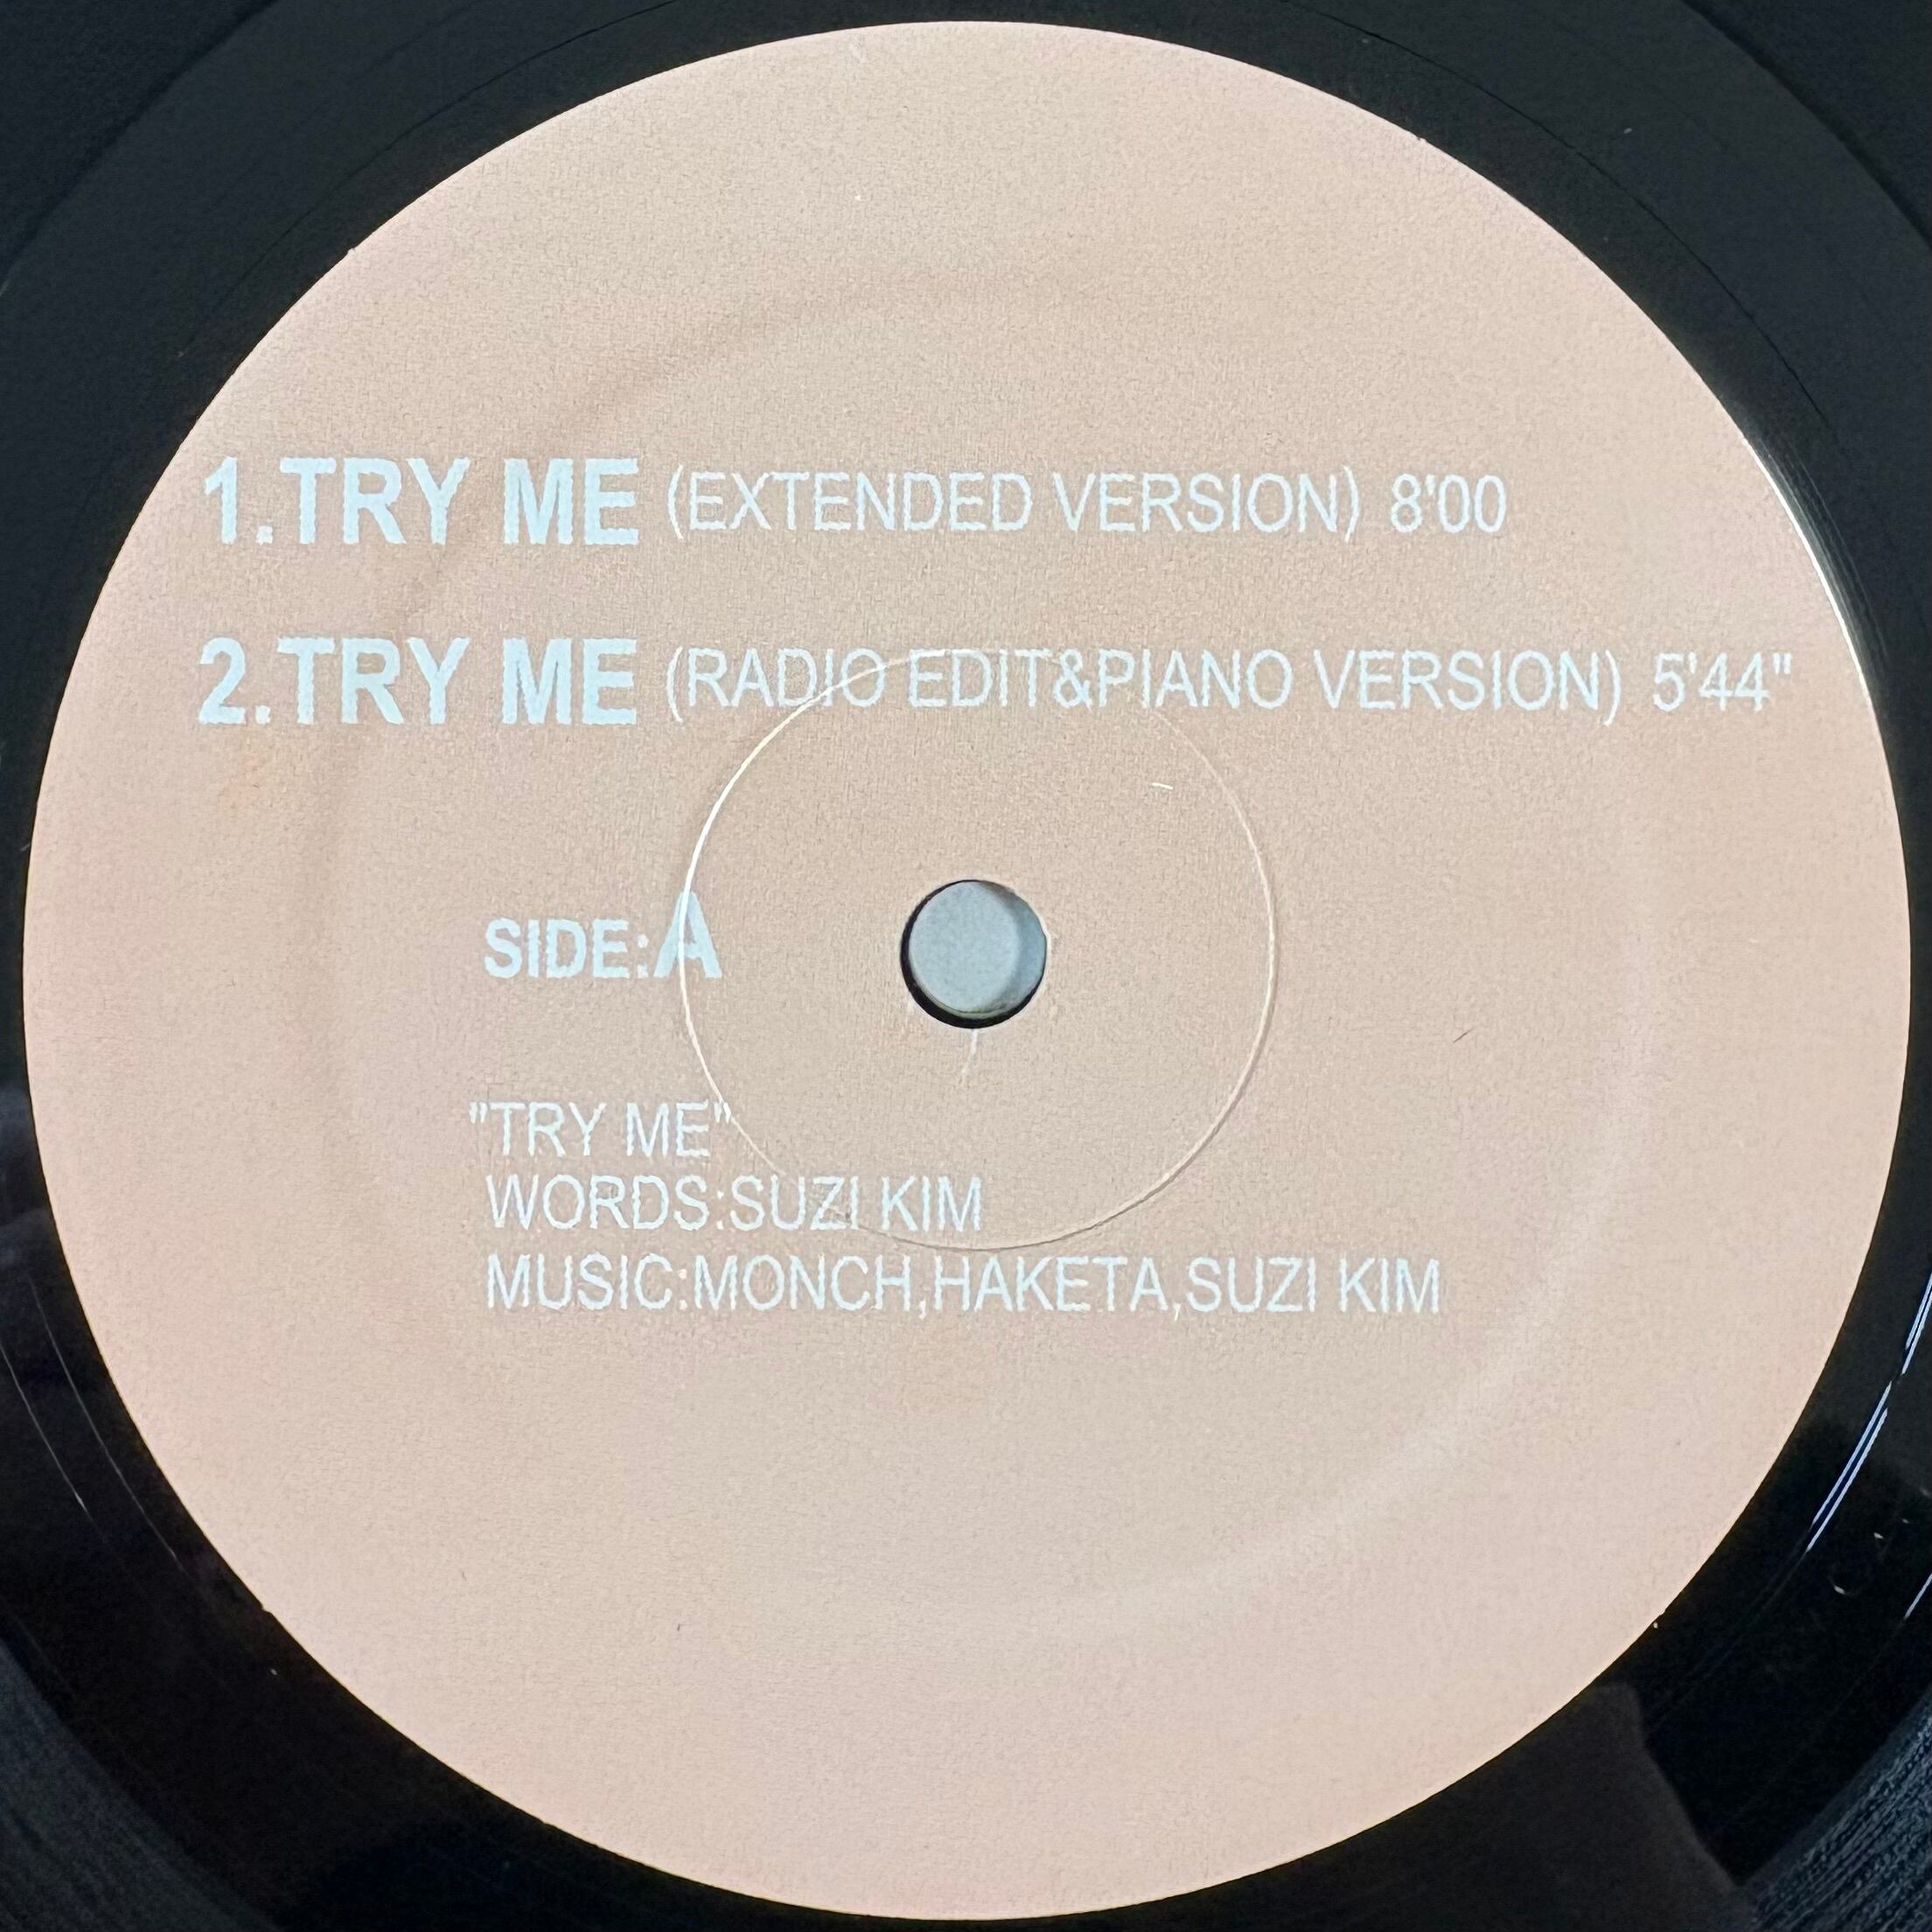 1.TRY ME (EXTENDED VERSION) 8'00
2.TRY ME (RADIO EDIT&PIANO VERSION) 5'44"
SIDE:A
"TRY ME"
WORDS:SUZI KIM
MUSIC:MONCH,HAKETA,SUZI KIM